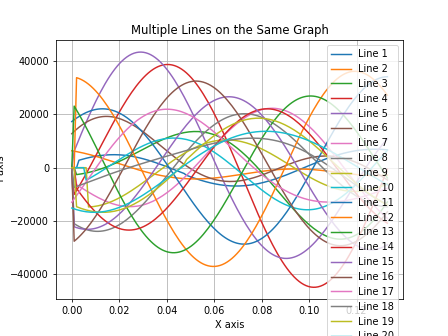 Multiple Lines on the Same Graph
40000
20000
0
−20000
−40000
0.00
0.02
0.04
0.06
0.08
0.10
X axis
Line 1
Line 2
Line 3
Line 4
Line 5
Line 6
Line 8
Line 9
Line 10
Line 11
Line 12
Line 13
Line 14
Line 15
Line 16
Line 17
Line 18
Line 19
Line 20